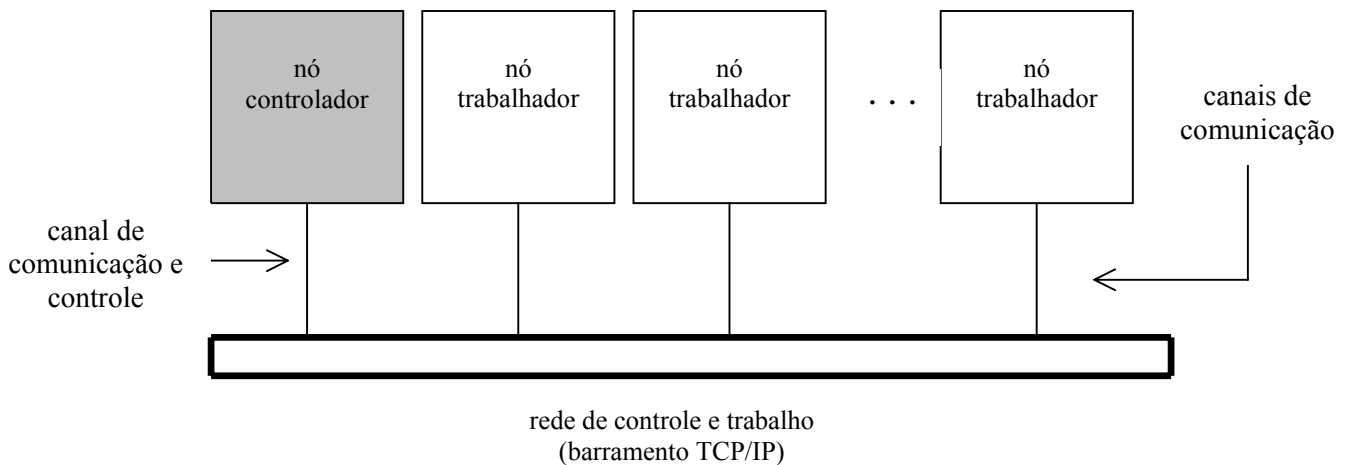 nó
controlador
nó
trabalhador
nó
trabalhador
. . .
nó
trabalhador
canais de
comunicação
canal de
comunicação e
controle
rede de controle e trabalho
(barramento TCP/IP)